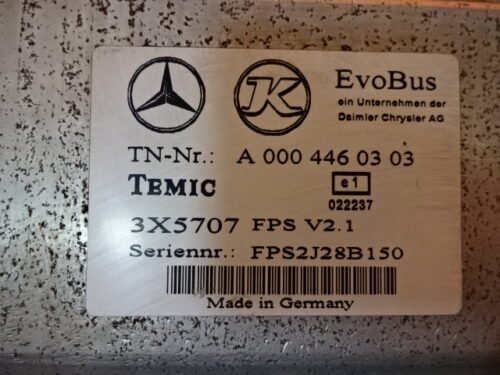 K
EvoBus
ein Unternehmen der
Daimler Chrysler AG
TN-Nr.: A 000 446 03 03
TEMIC
e1
022237
3X5707 FPS V2.1
Seriennr.: FPS2J28B150
Made in Germany